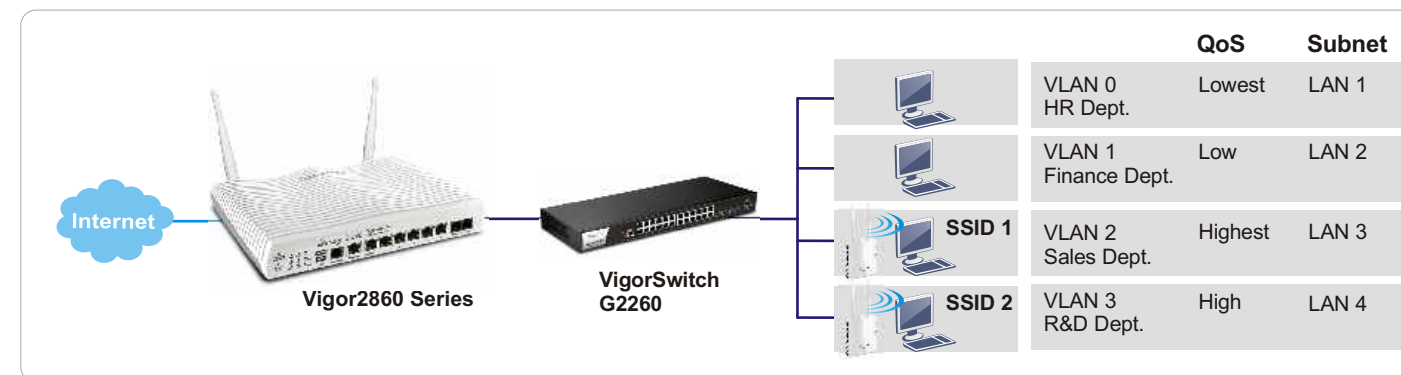 QoS Subnet
VLAN 0 Lowest LAN 1
HR Dept.
VLAN 1 Low LAN 2
Finance Dept.
Internet
SSID 1
VLAN 2 Highest LAN 3
Sales Dept.
Vigor2860 Series
VigorSwitch
G2260
SSID 2
VLAN 3 High LAN 4
R&D Dept.